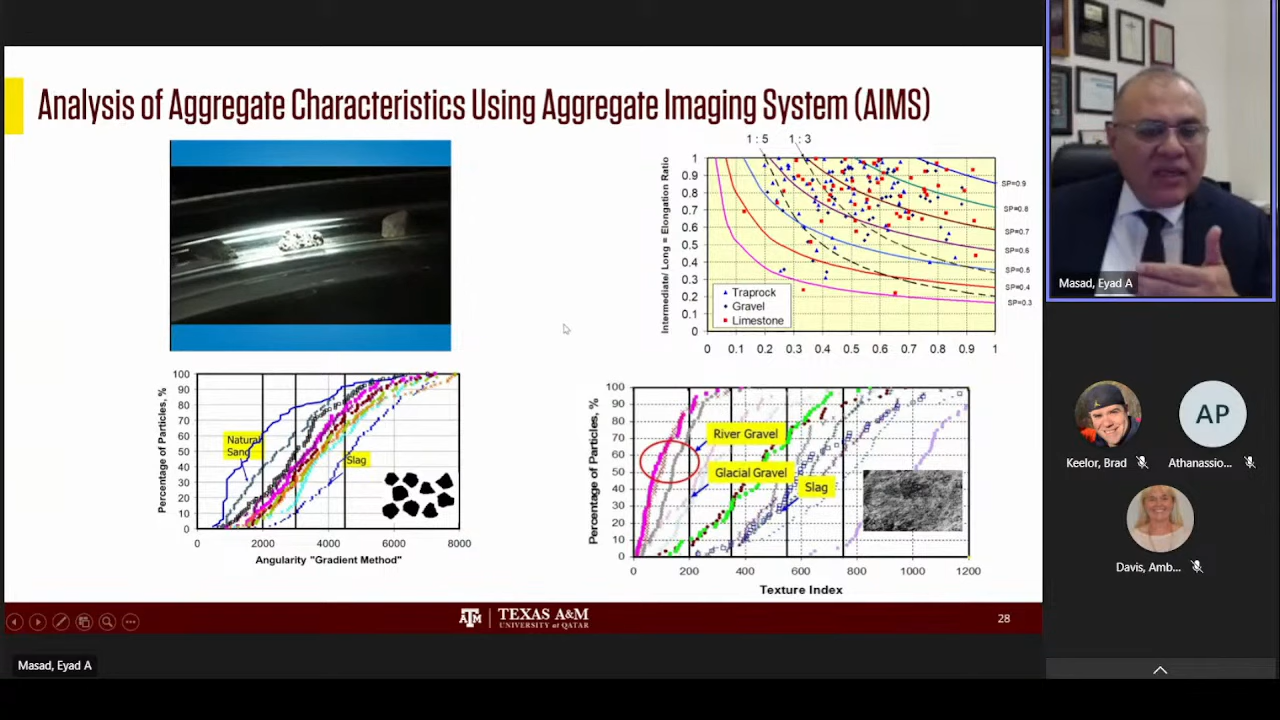 Analysis of Aggregate Characteristics Using Aggregate Imaging System (AIMS)
1 : 5 1 : 3
Intermediate/ Long = Elongation Ratio
1
0.9
0.8
0.7
0.6
0.5
0.4
0.3
0.2
0.1
0
SP=0.9
SP=0.8
SP=0.7
SP=0.6
SP=0.5
SP=0.4
SP=0.3
Traprock
Gravel
Limestone
0 0.1 0.2 0.3 0.4 0.5 0.6 0.7 0.8 0.9 1
Percentage of Particles, %
100
90
80
70
60
50
40
30
20
10
0
Natural
Sand
Slag
0 2000 4000 6000 8000
Angularity "Gradient Method"
Percentage of Particles, %
100
90
80
70
60
50
40
30
20
10
0
River Gravel
Glacial Gravel
Slag
0 200 400 600 800 1000 1200
Texture Index
ATM
TEXAS A&M
UNIVERSITY at QATAR
28
Masad, Eyad A
Masad, Eyad A
Keelor, Brad
AP
Athanassio...
Davis, Amb...